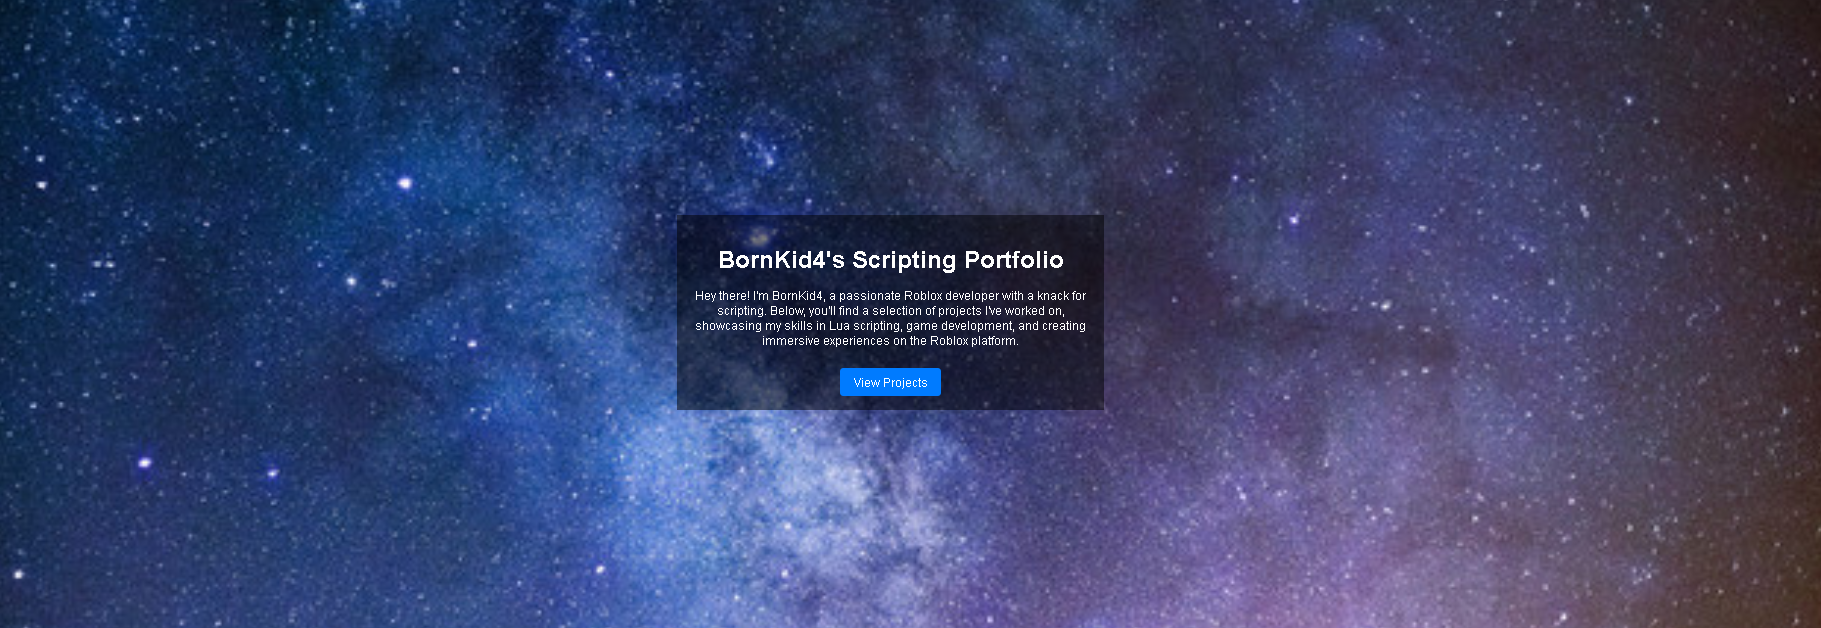 BornKid4's Scripting Portfolio
Hey there! I'm BornKid4, a passionate Roblox developer with a knack for
scripting. Below, you'll find a selection of projects I've worked on,
showcasing my skills in Lua scripting, game development, and creating
immersive experiences on the Roblox platform.
View Projects